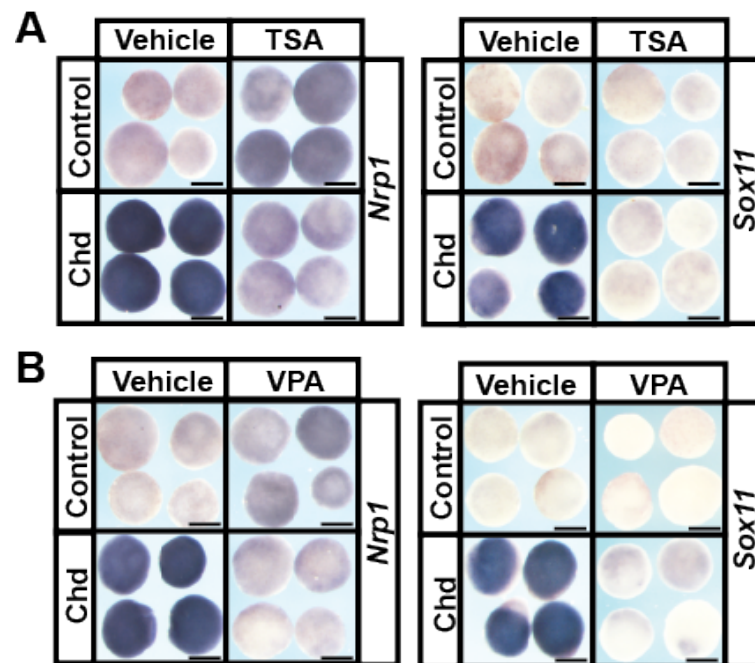 A
Vehicle TSA
Control
Chd
Nrp1
Vehicle TSA
Control
Chd
Sox11
B
Vehicle VPA
Control
Chd
Nrp1
Vehicle VPA
Control
Chd
Sox11